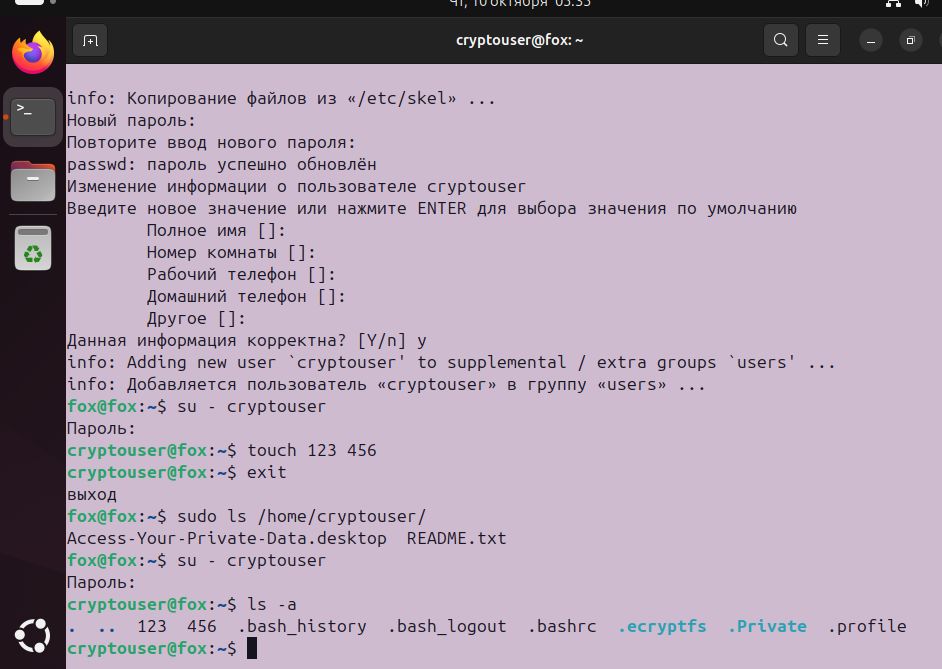 Чт, 10 октября 05:35
cryptouser@fox: ~
info: Копирование файлов из «/etc/skel» ...
Новый пароль:
Повторите ввод нового пароля:
passwd: пароль успешно обновлён
Изменение информации о пользователе cryptouser
Введите новое значение или нажмите ENTER для выбора значения по умолчанию
Полное имя []:
Номер комнаты []:
Рабочий телефон []:
Домашний телефон []:
Другое []:
Данная информация корректна? [Y/n] y
info: Adding new user `cryptouser' to supplemental / extra groups `users' ...
info: Добавляется пользователь «cryptouser» в группу «users» ...
fox@fox:~$ su - cryptouser
Пароль:
cryptouser@fox:~$ touch 123 456
cryptouser@fox:~$ exit
выход
fox@fox:~$ sudo ls /home/cryptouser/
Access-Your-Private-Data.desktop  README.txt
fox@fox:~$ su - cryptouser
Пароль:
cryptouser@fox:~$ ls -a
.  ..  123  456  .bash_history  .bash_logout  .bashrc  .ecryptfs  .Private  .profile
cryptouser@fox:~$